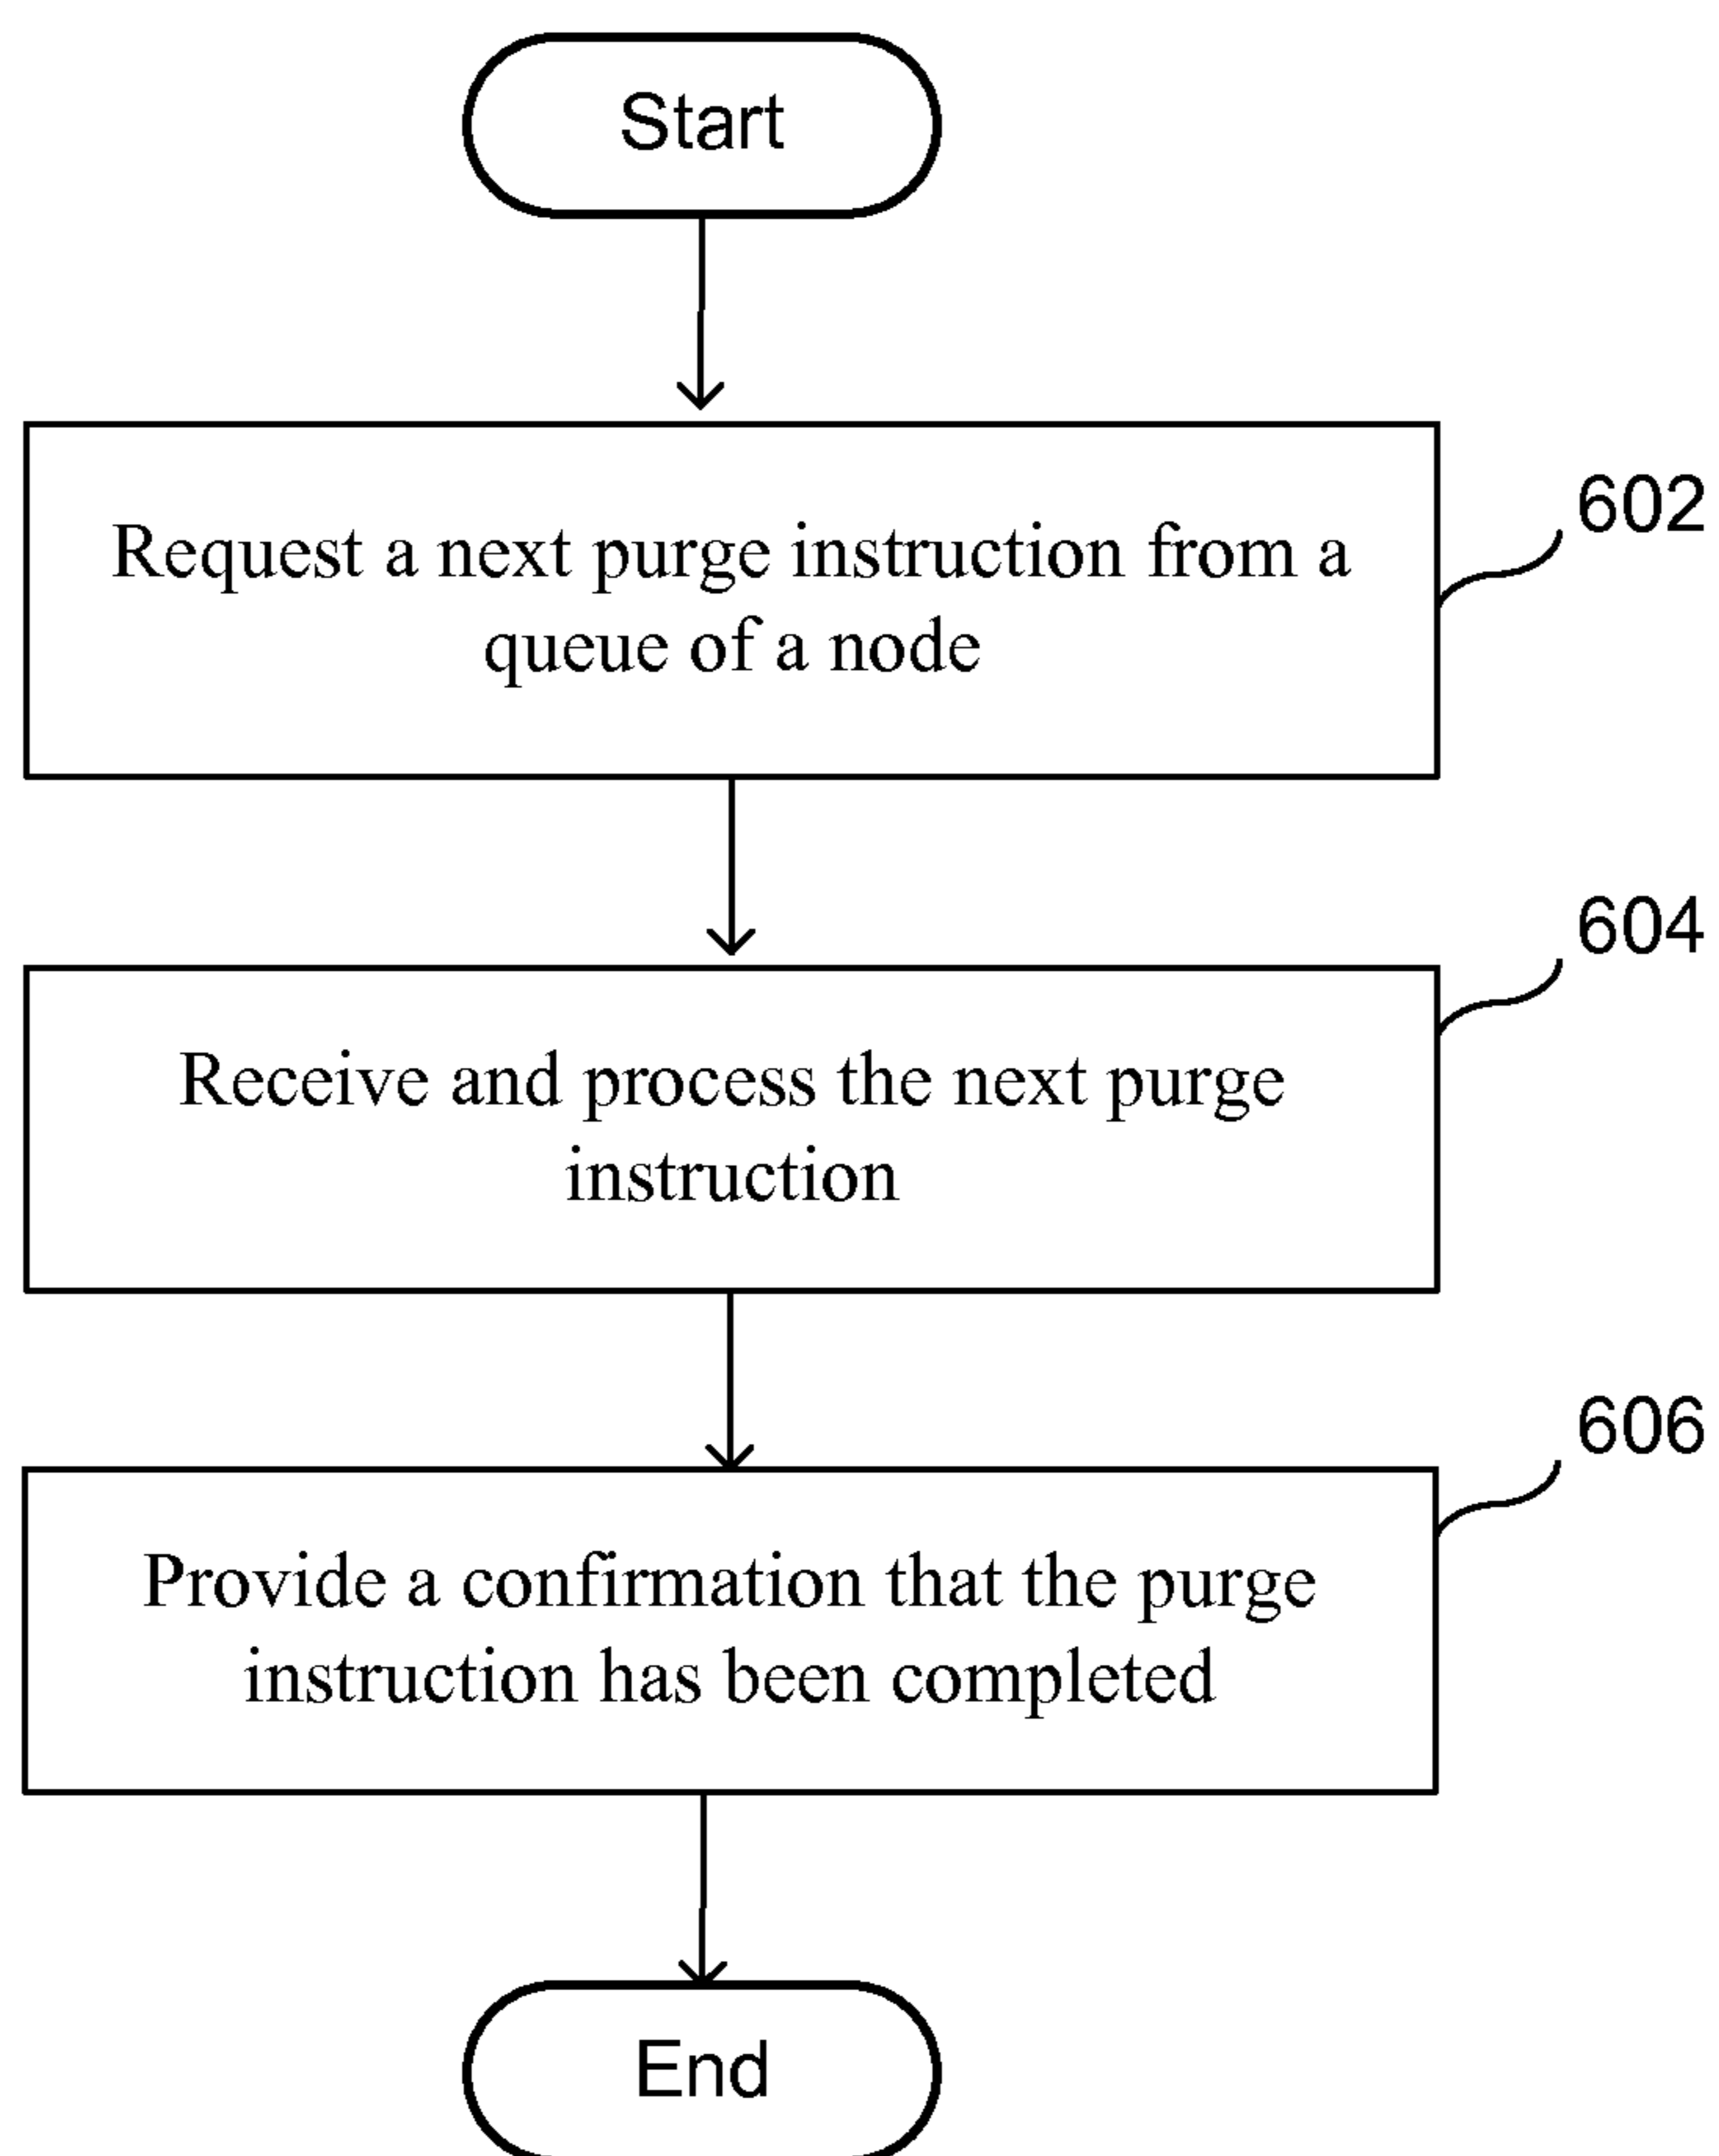 Start
Request a next purge instruction from a
queue of a node
602
Receive and process the next purge
instruction
604
Provide a confirmation that the purge
instruction has been completed
606
End